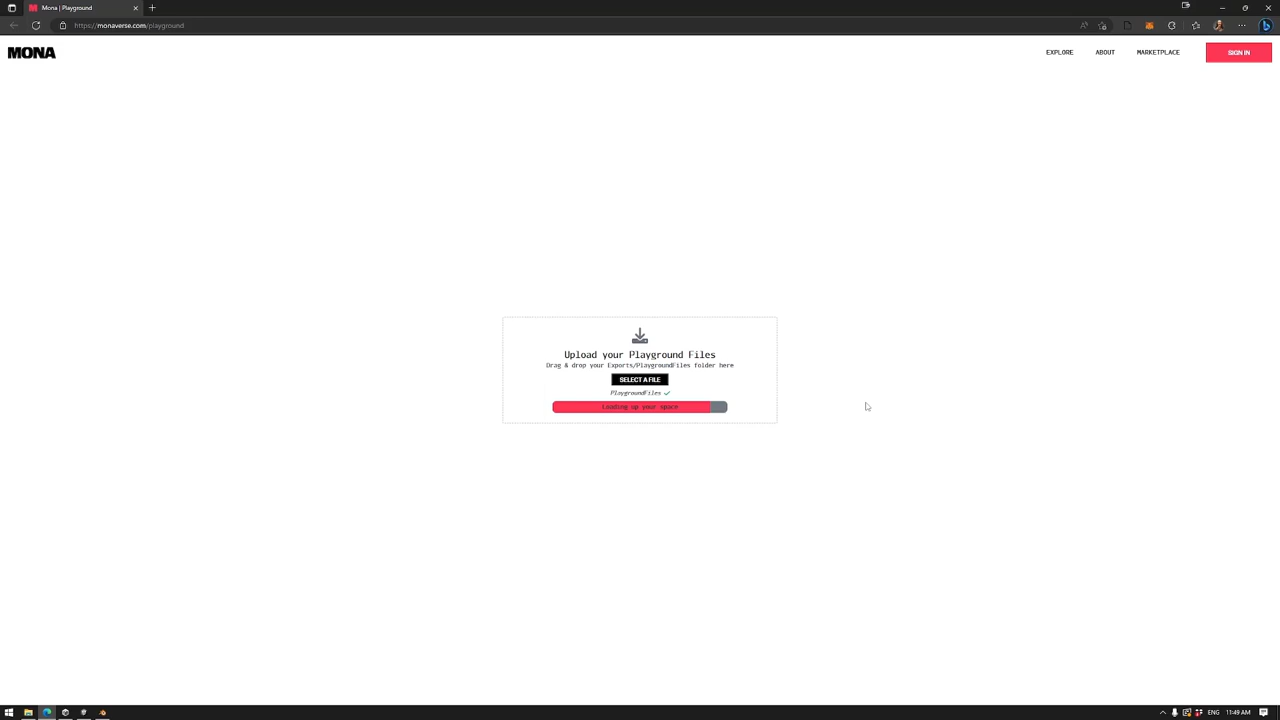 Mona | Playground
https://monaverse.com/playground
MONA
EXPLORE
ABOUT
MARKETPLACE
SIGN IN
Upload your Playground Files
Drag & drop your Exports/PlaygroundFiles folder here
SELECT A FILE
PlaygroundFiles
Loading up your space
ENG
11:49 AM